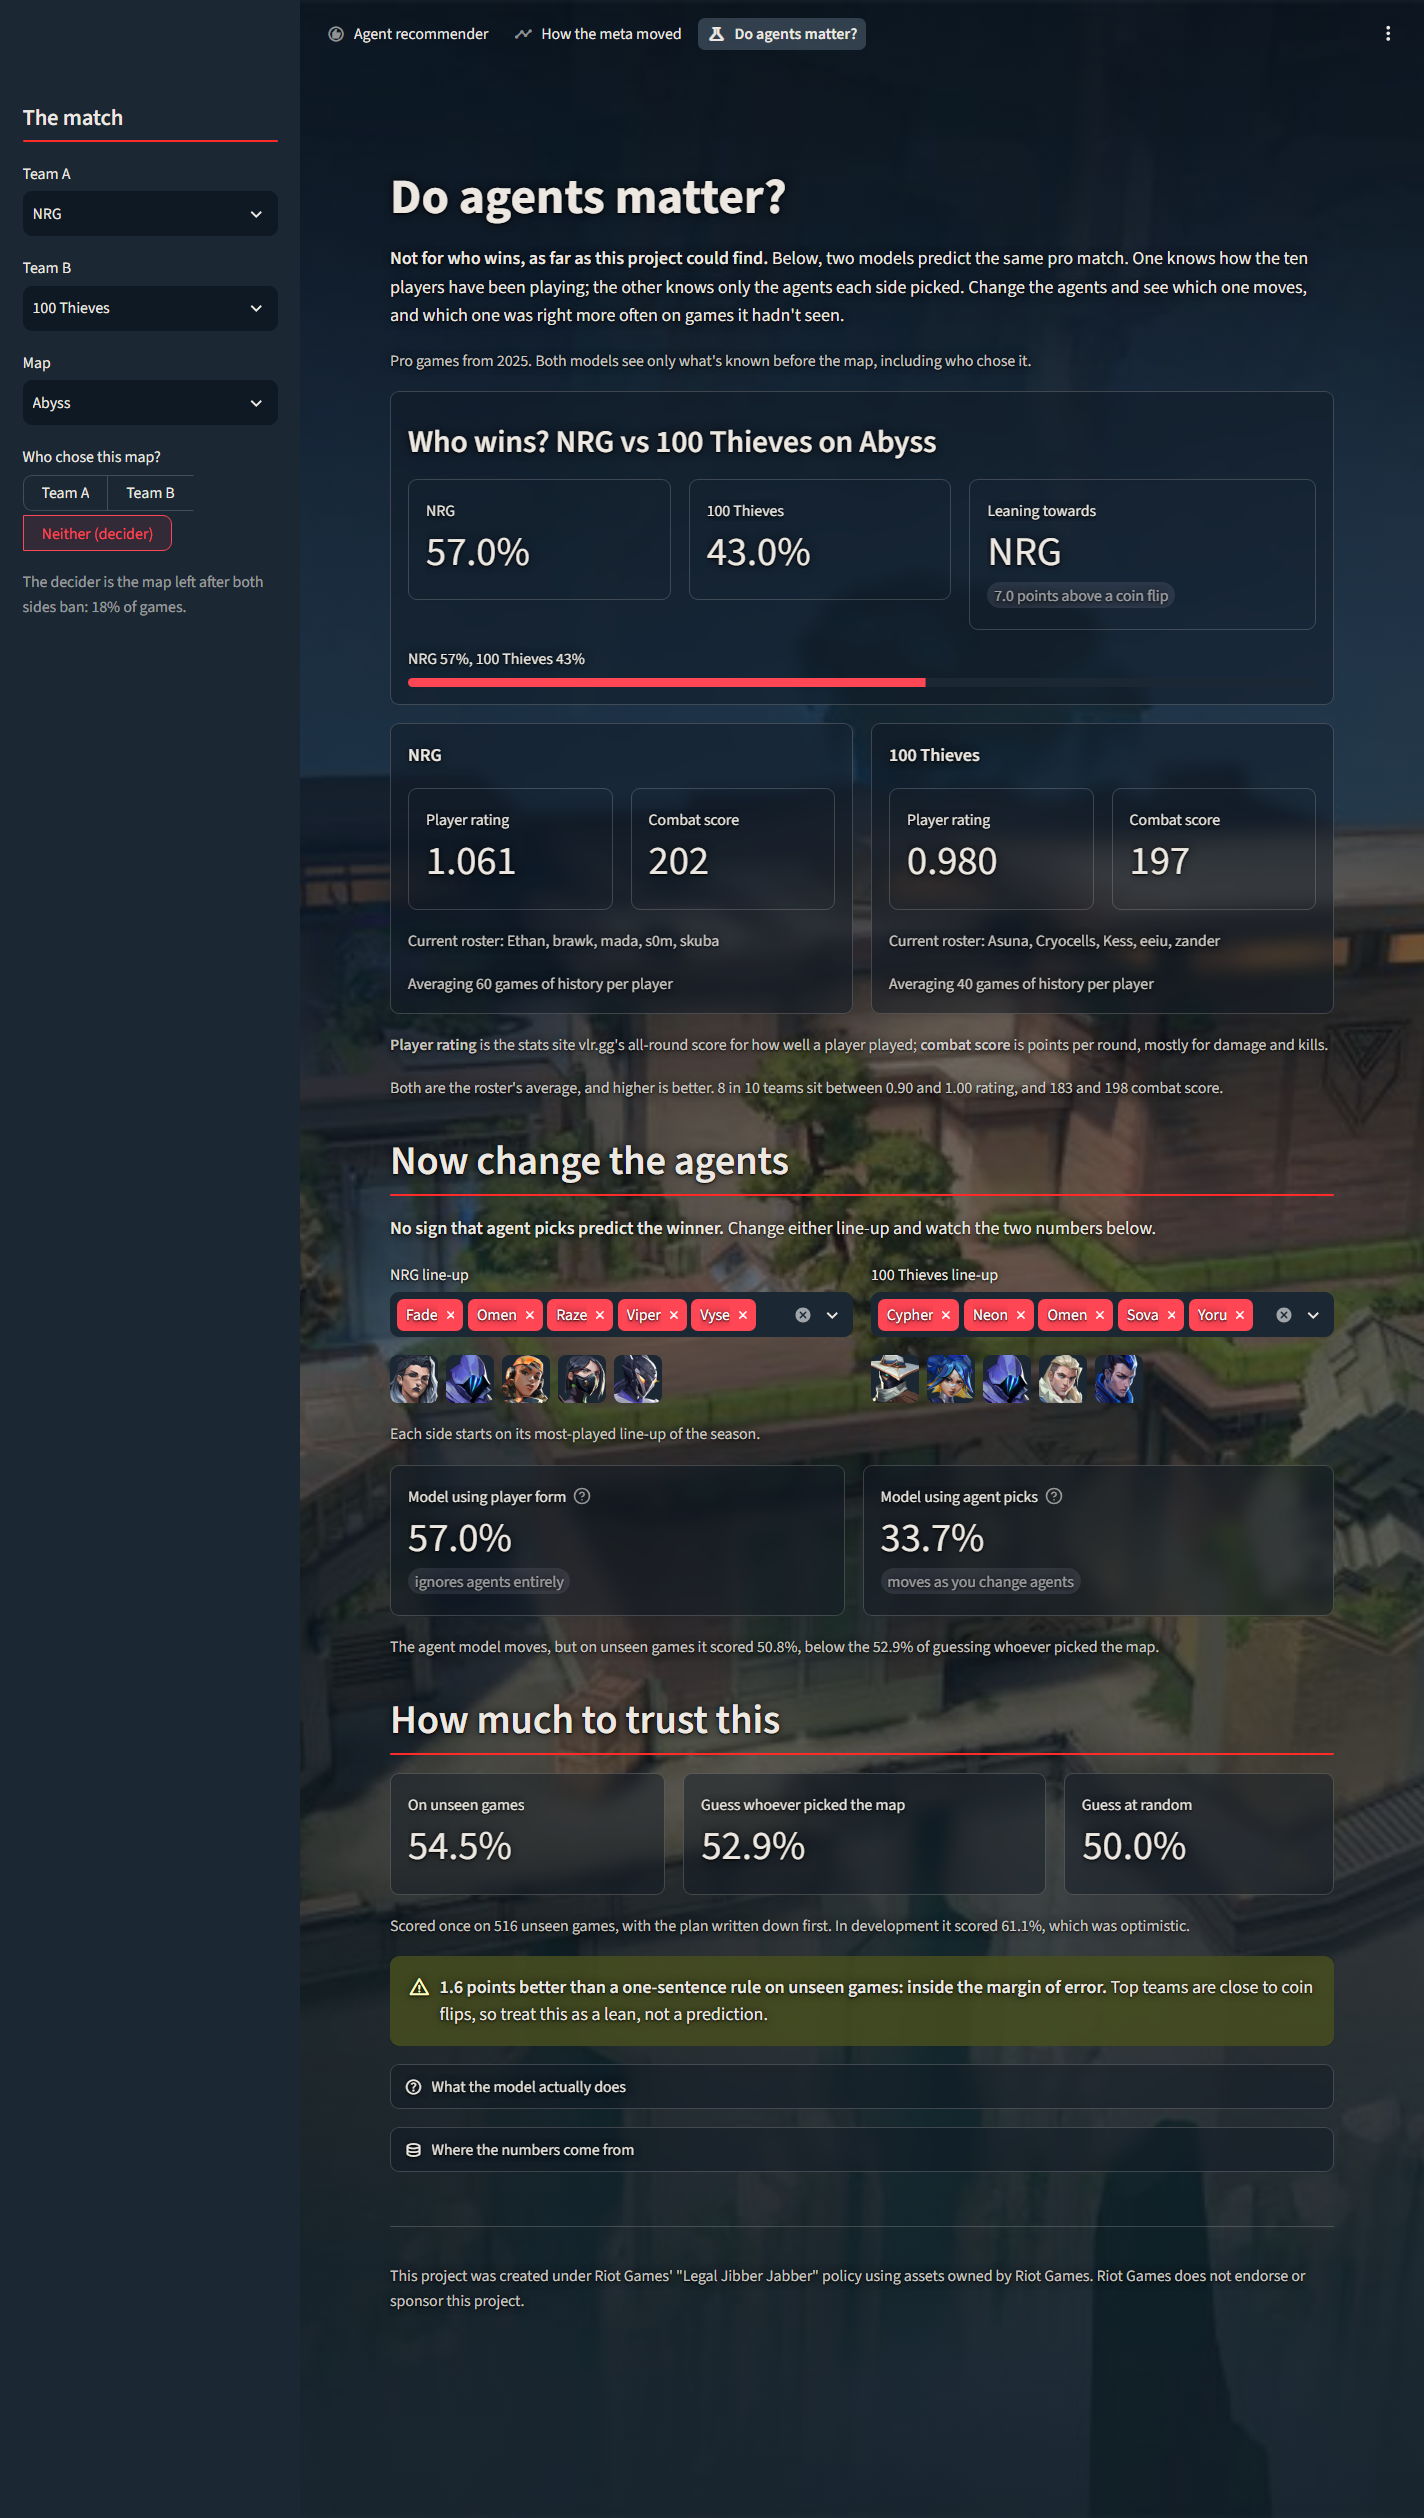 Agent recommender
How the meta moved
Do agents matter?
The match
Team A
NRG
Team B
100 Thieves
Map
Abyss
Who chose this map?
Team A
Team B
Neither (decider)
The decider is the map left after both
sides ban: 18% of games.
Do agents matter?
Not for who wins, as far as this project could find. Below, two models predict the same pro match. One knows how the ten
players have been playing; the other knows only the agents each side picked. Change the agents and see which one moves,
and which one was right more often on games it hadn't seen.
Pro games from 2025. Both models see only what's known before the map, including who chose it.
Who wins? NRG vs 100 Thieves on Abyss
NRG
57.0%
100 Thieves
43.0%
Leaning towards
NRG
7.0 points above a coin flip
NRG 57%, 100 Thieves 43%
NRG
Player rating
1.061
Combat score
202
Current roster: Ethan, brawk, mada, s0m, skuba
Averaging 60 games of history per player
100 Thieves
Player rating
0.980
Combat score
197
Current roster: Asuna, Cryocells, Kess, eeiu, zander
Averaging 40 games of history per player
Player rating is the stats site vlr.gg's all-round score for how well a player played; combat score is points per round, mostly for damage and kills.
Both are the roster's average, and higher is better. 8 in 10 teams sit between 0.90 and 1.00 rating, and 183 and 198 combat score.
Now change the agents
No sign that agent picks predict the winner. Change either line-up and watch the two numbers below.
NRG line-up
Fade × Omen × Raze × Viper × Vyse ×
100 Thieves line-up
Cypher × Neon × Omen × Sova × Yoru ×
Each side starts on its most-played line-up of the season.
Model using player form
57.0%
ignores agents entirely
Model using agent picks
33.7%
moves as you change agents
The agent model moves, but on unseen games it scored 50.8%, below the 52.9% of guessing whoever picked the map.
How much to trust this
On unseen games
54.5%
Guess whoever picked the map
52.9%
Guess at random
50.0%
Scored once on 516 unseen games, with the plan written down first. In development it scored 61.1%, which was optimistic.
1.6 points better than a one-sentence rule on unseen games: inside the margin of error. Top teams are close to coin
flips, so treat this as a lean, not a prediction.
What the model actually does
Where the numbers come from
This project was created under Riot Games' "Legal Jibber Jabber" policy using assets owned by Riot Games. Riot Games does not endorse or
sponsor this project.